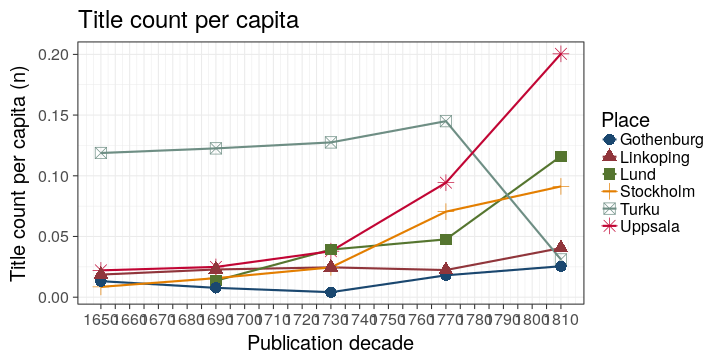 Title count per capita
Title count per capita (n)
0.20
0.15
0.10
0.05
0.00
1650 1660 1670 1680 1690 1700 1710 1720 1730 1740 1750 1760 1770 1780 1790 1800 1810
Publication decade
Place
Gothenburg
Linkoping
Lund
Stockholm
Turku
Uppsala